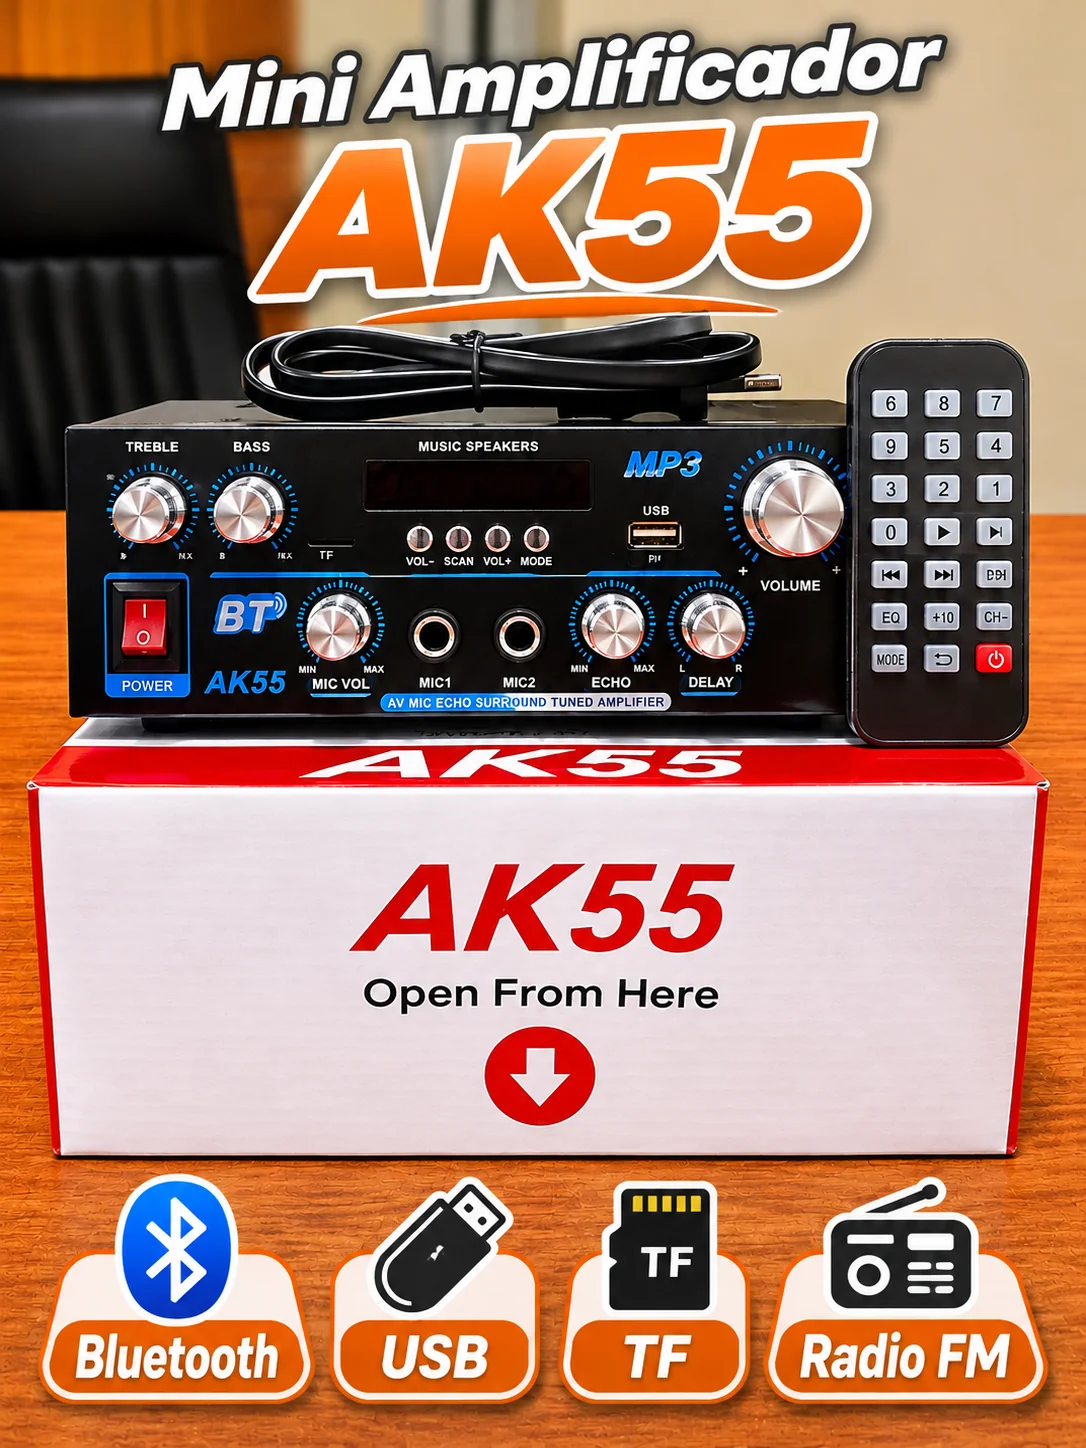 Mini Amplificador
AK55
TREBLE
BASS
MUSIC SPEAKERS
MP3
USB
TF
VOL-
SCAN
VOL+
MODE
VOLUME
+
+
BT
POWER
AK55
MIN
MAX
MIC VOL
MIC1
MIC2
MIN
MAX
ECHO
L
R
DELAY
AV MIC ECHO SURROUND TUNED AMPLIFIER
6 8 7
9 5 4
3 2 1
0
EQ +10 CH-
MODE
AK55
AK55
Open From Here
TF
Bluetooth
USB
TF
Radio FM